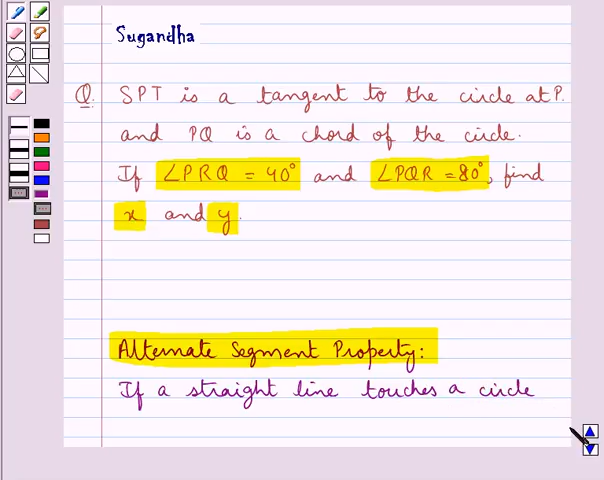 Sugandha
Q. SPT is a tangent to the circle at P.
and PQ is a chord of the circle.
If ∠PRQ = 40° and ∠PQR = 80°, find
x and y.
Alternate Segment Property:
If a straight line touches a circle